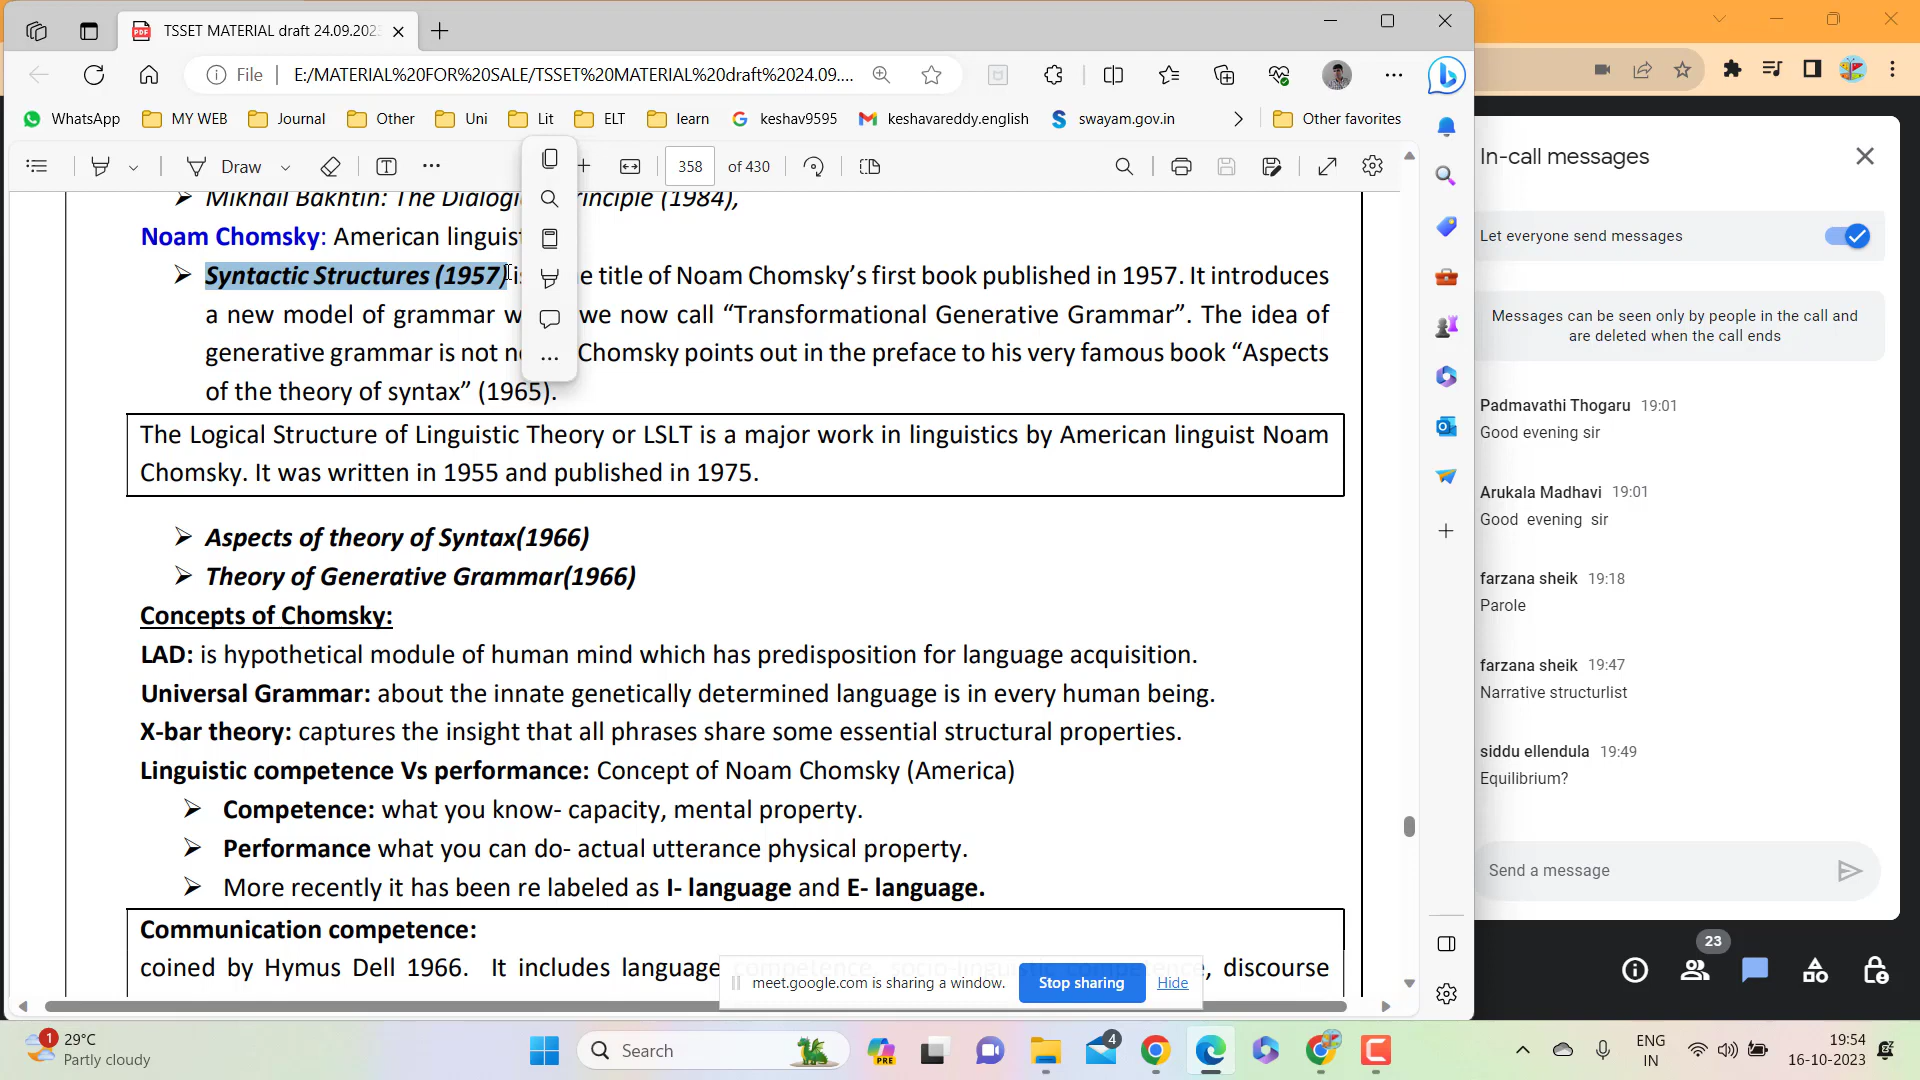 TSSET MATERIAL draft 24.09.202
File
E:/MATERIAL%20FOR%20SALE/TSSET%20MATERIAL%20draft%2024.09....
WhatsApp MY WEB Journal Other Uni Lit ELT learn keshav9595 keshavareddy.english swayam.gov.in Other favorites
Draw 358 of 430
Mikhail Bakhtin: The Dialogi rinciple (1984),
Noam Chomsky: American linguist
Syntactic Structures (1957) is e title of Noam Chomsky’s first book published in 1957. It introduces
a new model of grammar w we now call “Transformational Generative Grammar”. The idea of
generative grammar is not n Chomsky points out in the preface to his very famous book “Aspects
of the theory of syntax” (1965).
The Logical Structure of Linguistic Theory or LSLT is a major work in linguistics by American linguist Noam
Chomsky. It was written in 1955 and published in 1975.
Aspects of theory of Syntax(1966)
Theory of Generative Grammar(1966)
Concepts of Chomsky:
LAD: is hypothetical module of human mind which has predisposition for language acquisition.
Universal Grammar: about the innate genetically determined language is in every human being.
X-bar theory: captures the insight that all phrases share some essential structural properties.
Linguistic competence Vs performance: Concept of Noam Chomsky (America)
Competence: what you know- capacity, mental property.
Performance what you can do- actual utterance physical property.
More recently it has been re labeled as I- language and E- language.
Communication competence:
coined by Hymus Dell 1966. It includes language competence, socio-linguistic competence, discourse
meet.google.com is sharing a window. Stop sharing Hide
In-call messages
Let everyone send messages
Messages can be seen only by people in the call and
are deleted when the call ends
Padmavathi Thogaru 19:01
Good evening sir
Arukala Madhavi 19:01
Good evening sir
farzana sheik 19:18
Parole
farzana sheik 19:47
Narrative structurlist
siddu ellendula 19:49
Equilibrium?
Send a message
23
1
29°C
Partly cloudy
Search
PRE
4
ENG
IN
19:54
16-10-2023